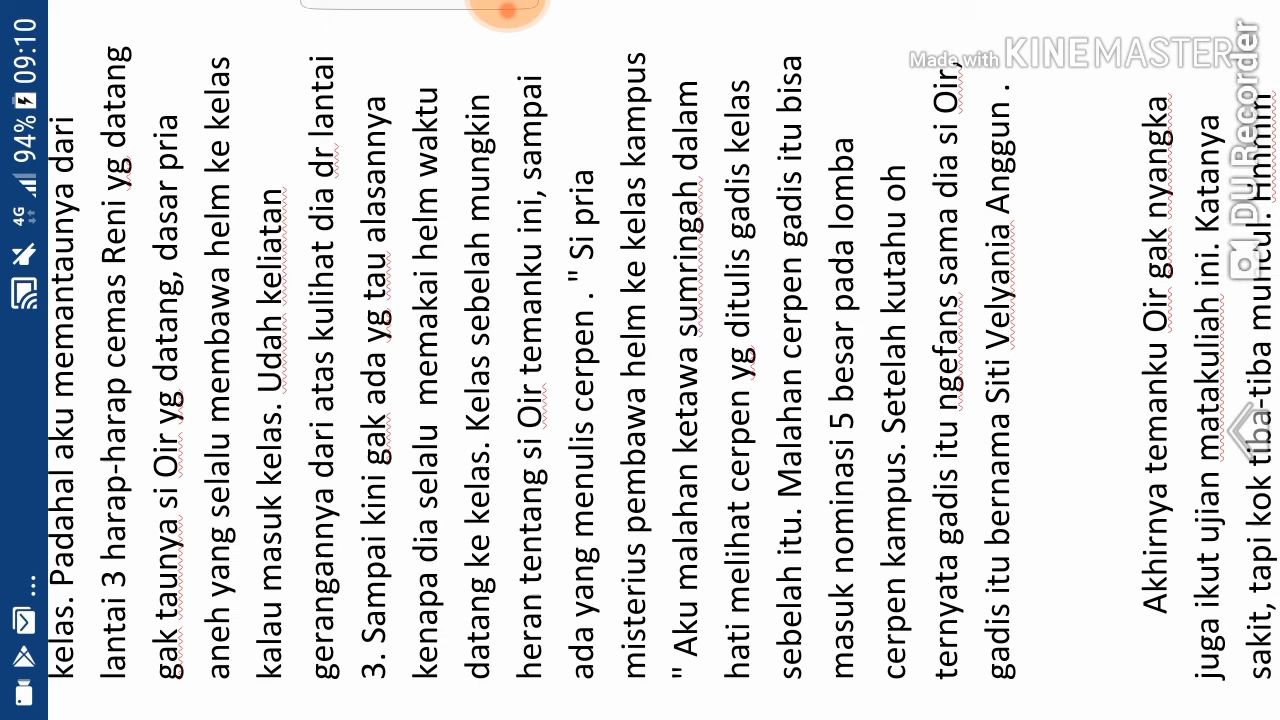 94% 09:10
4G
kelas. Padahal aku memantaunya dari
lantai 3 harap-harap cemas Reni yg datang
gak taunya si Oir yg datang, dasar pria
aneh yang selalu membawa helm ke kelas
kalau masuk kelas. Udah keliatan
gerangannya dari atas kulihat dia dr lantai
3. Sampai kini gak ada yg tau alasannya
kenapa dia selalu memakai helm waktu
datang ke kelas. Kelas sebelah mungkin
heran tentang si Oir temanku ini, sampai
ada yang menulis cerpen . " Si pria
misterius pembawa helm ke kelas kampus
" Aku malahan ketawa sumringah dalam
hati melihat cerpen yg ditulis gadis kelas
sebelah itu. Malahan cerpen gadis itu bisa
masuk nominasi 5 besar pada lomba
cerpen kampus. Setelah kutahu oh
ternyata gadis itu ngefans sama dia si Oir,
gadis itu bernama Siti Velyania Anggun .
Akhirnya temanku Oir gak nyangka
juga ikut ujian matakuliah ini. Katanya
sakit, tapi kok tiba-tiba muncul. Hmmm
Made with KINEMASTER
DU Recorder